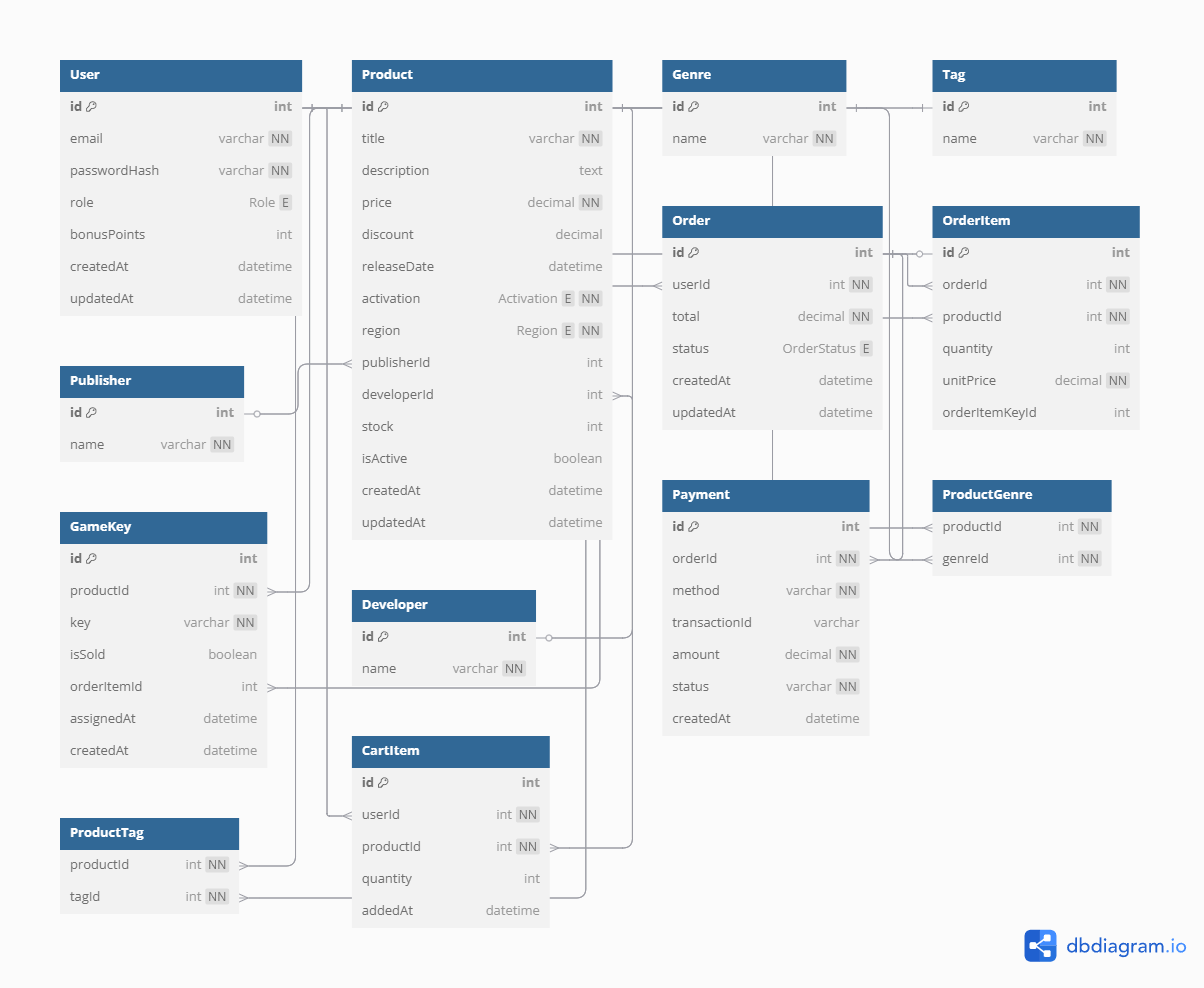 User
id int
email varchar NN
passwordHash varchar NN
role Role E
bonusPoints int
createdAt datetime
updatedAt datetime
Product
id int
title varchar NN
description text
price decimal NN
discount decimal
releaseDate datetime
activation Activation E NN
region Region E NN
publisherId int
developerId int
stock int
isActive boolean
createdAt datetime
updatedAt datetime
Genre
id int
name varchar NN
Tag
id int
name varchar NN
Order
id int
userId int NN
total decimal NN
status OrderStatus E
createdAt datetime
updatedAt datetime
OrderItem
id int
orderId int NN
productId int NN
quantity int
unitPrice decimal NN
orderItemKeyId int
Publisher
id int
name varchar NN
GameKey
id int
productId int NN
key varchar NN
isSold boolean
orderItemId int
assignedAt datetime
createdAt datetime
Developer
id int
name varchar NN
Payment
id int
orderId int NN
method varchar NN
transactionId varchar
amount decimal NN
status varchar NN
createdAt datetime
ProductGenre
productId int NN
genreId int NN
CartItem
id int
userId int NN
productId int NN
quantity int
addedAt datetime
ProductTag
productId int NN
tagId int NN
dbdiagram.io